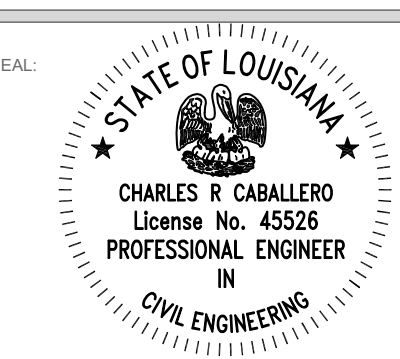 EAL:
STATE OF LOUISIANA
CHARLES R CABALLERO
License No. 45526
PROFESSIONAL ENGINEER
IN
CIVIL ENGINEERING